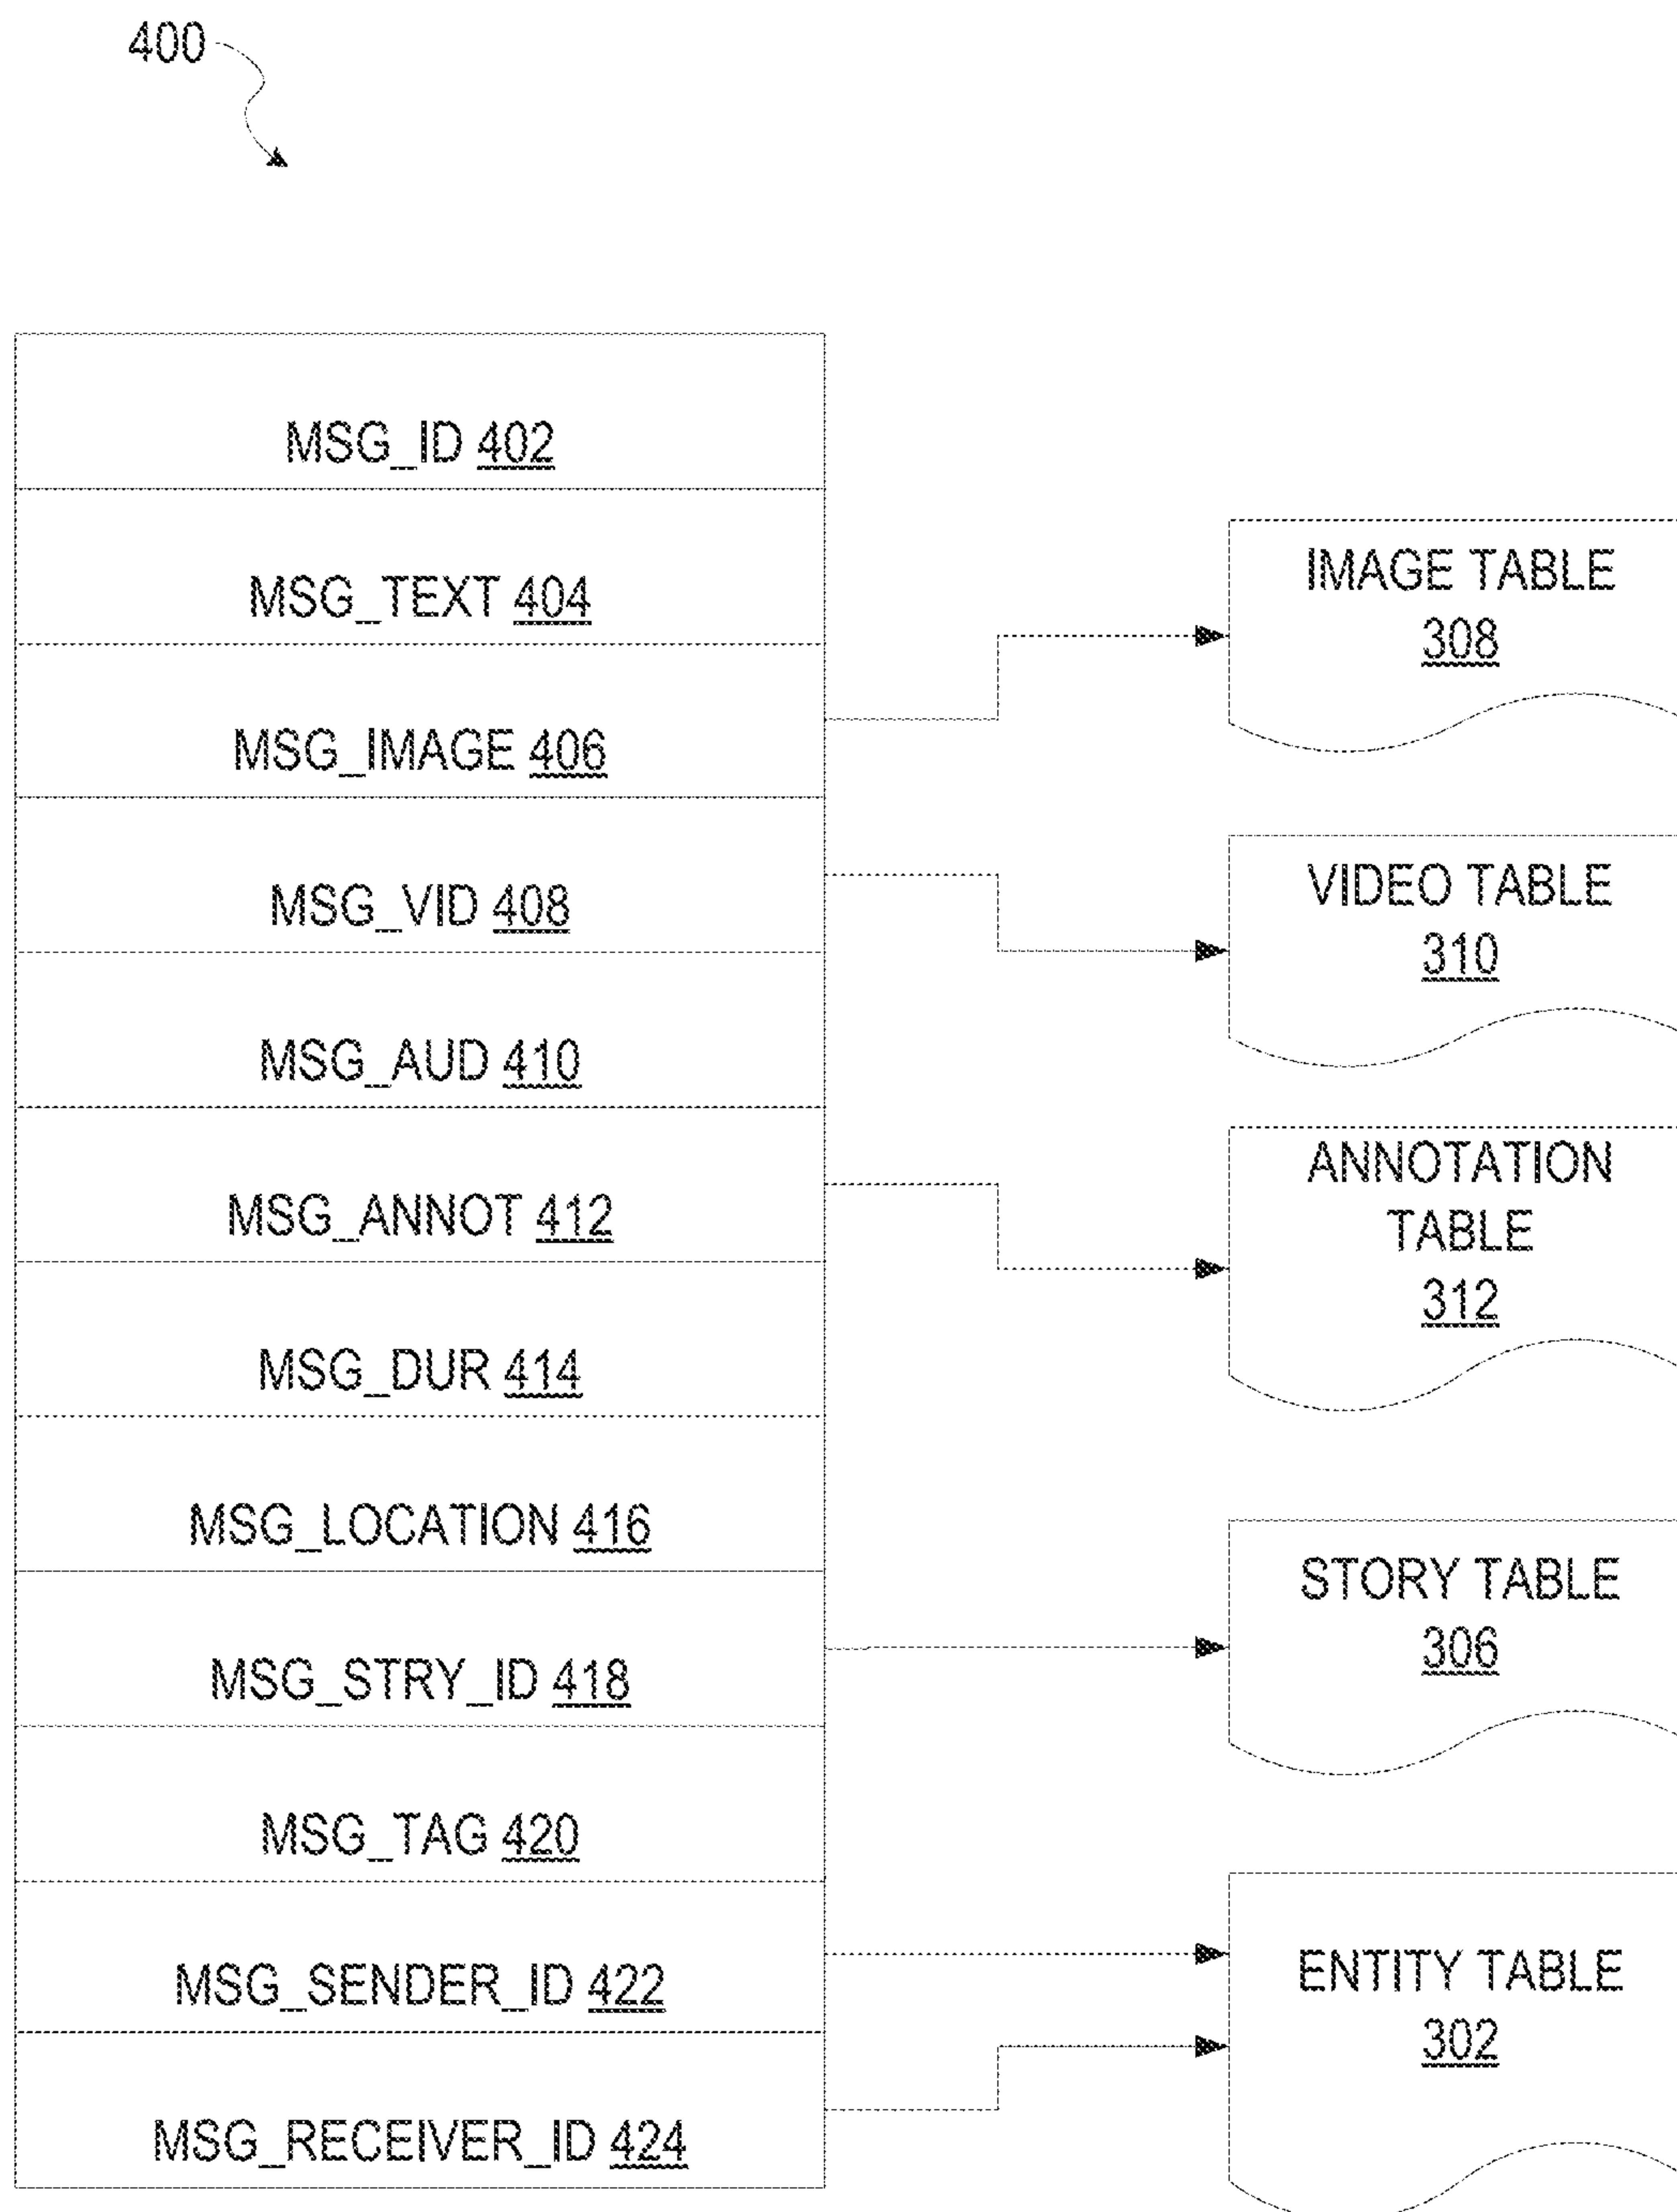 400
MSG_ID 402
MSG_TEXT 404
MSG_IMAGE 406
MSG_VID 408
MSG_AUD 410
MSG_ANNOT 412
MSG_DUR 414
MSG_LOCATION 416
MSG_STRY_ID 418
MSG_TAG 420
MSG_SENDER_ID 422
MSG_RECEIVER_ID 424
IMAGE TABLE
308
VIDEO TABLE
310
ANNOTATION
TABLE
312
STORY TABLE
306
ENTITY TABLE
302